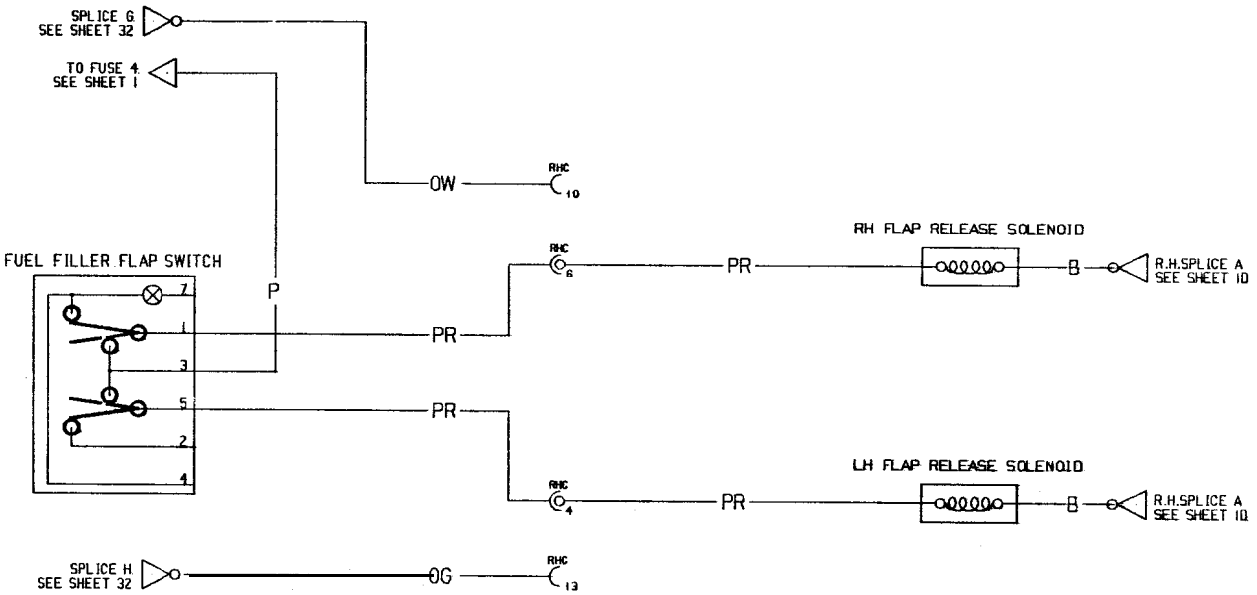 SPLICE G
SEE SHEET 32
TO FUSE 4
SEE SHEET 1
OW
RHC
10
RH FLAP RELEASE SOLENOID
FUEL FILLER FLAP SWITCH
RHC
6
PR
B
R.H.SPLICE A
SEE SHEET 10
7
P
1
PR
3
5
PR
2
4
LH FLAP RELEASE SOLENOID
RHC
4
PR
B
R.H.SPLICE A
SEE SHEET 10
SPLICE H
SEE SHEET 32
OG
RHC
13